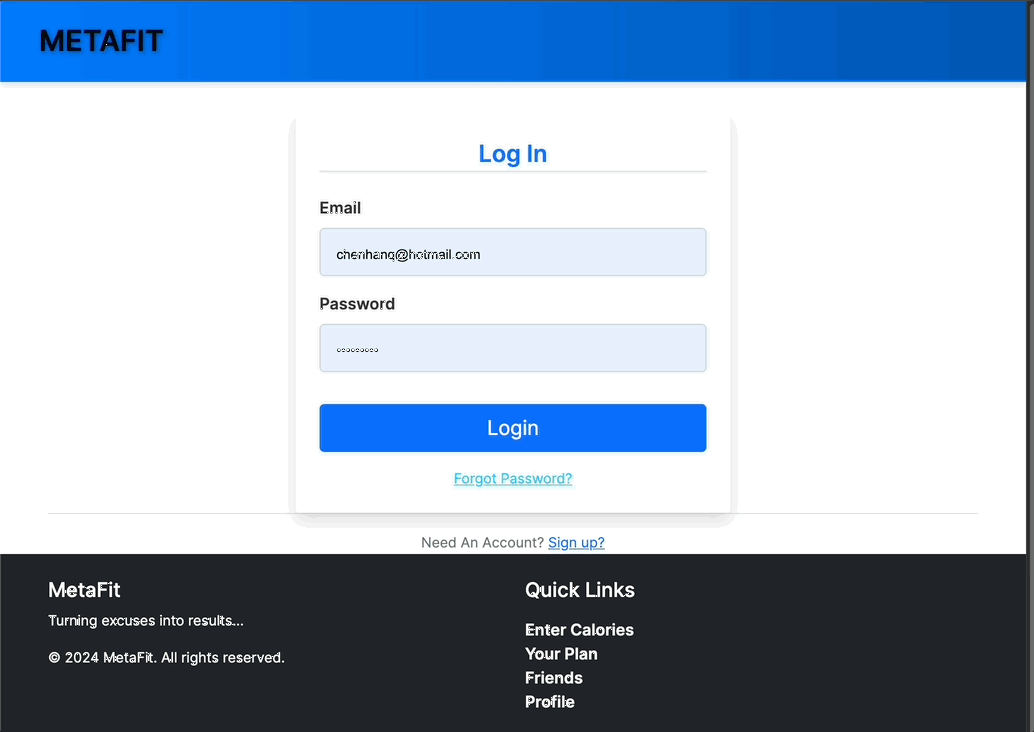 METAFIT
Log In
Email
chenhanq@hotmail.com
Password
Login
Forgot Password?
Need An Account? Sign up?
MetaFit
Turning excuses into results...
© 2024 MetaFit. All rights reserved.
Quick Links
Enter Calories
Your Plan
Friends
Profile